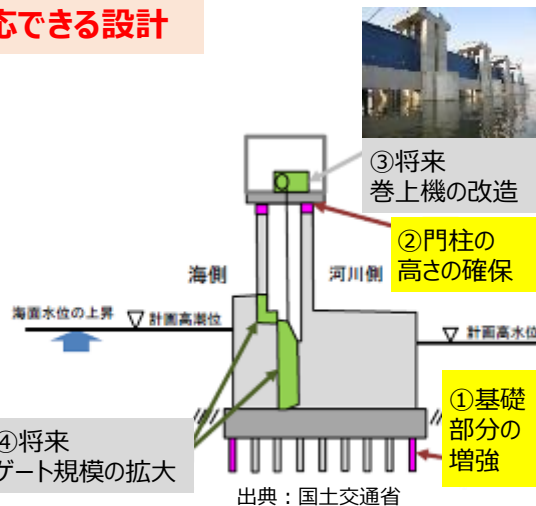 応できる設計
③将来
巻上機の改造
②門柱の
高さの確保
海側
河川側
海面水位の上昇
計画高潮位
計画高水位
①基礎
部分の
増強
④将来
ゲート規模の拡大
出典：国土交通省